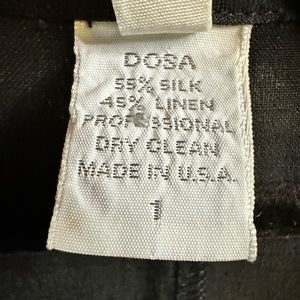 DOSA
55% SILK
45% LINEN
PROFESSIONAL
DRY CLEAN
MADE IN U.S.A.
1